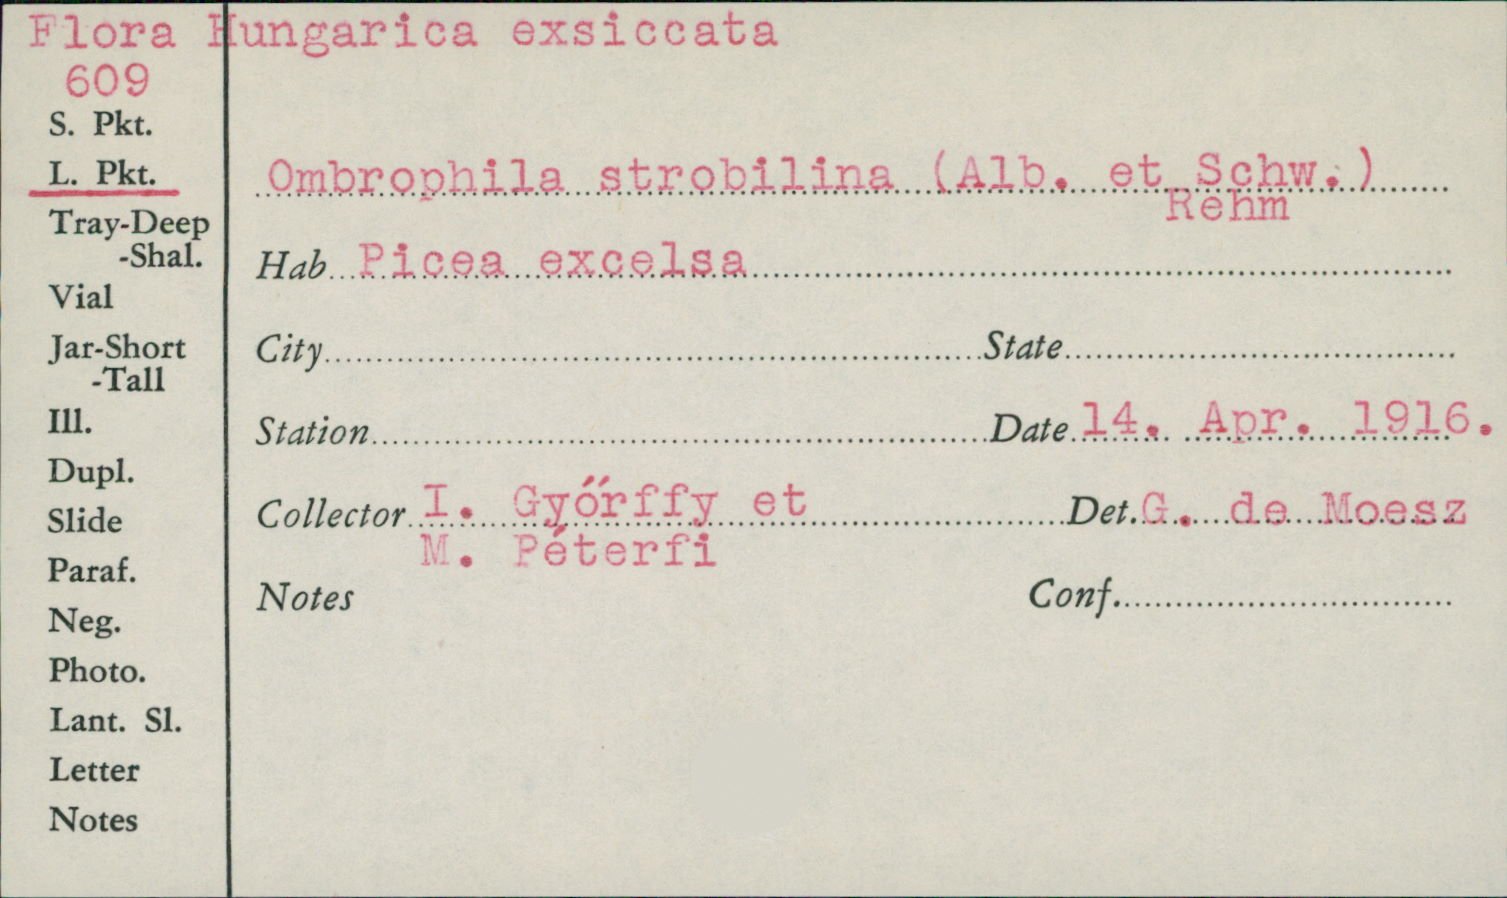 Flora Hungarica exsiccata
609
S. Pkt.
L. Pkt.
Ombrophila strobilina (Alb. et Schw.)
Rehm
Tray-Deep
-Shal.
Hab. Picea excelsa
Vial
Jar-Short
-Tall
City
State
Ill.
Station
Date 14. Apr. 1916.
Dupl.
Slide
Collector I. Győrffy et
M. Péterfi
Det. G. de Moesz
Paraf.
Notes
Conf.
Neg.
Photo.
Lant. Sl.
Letter
Notes